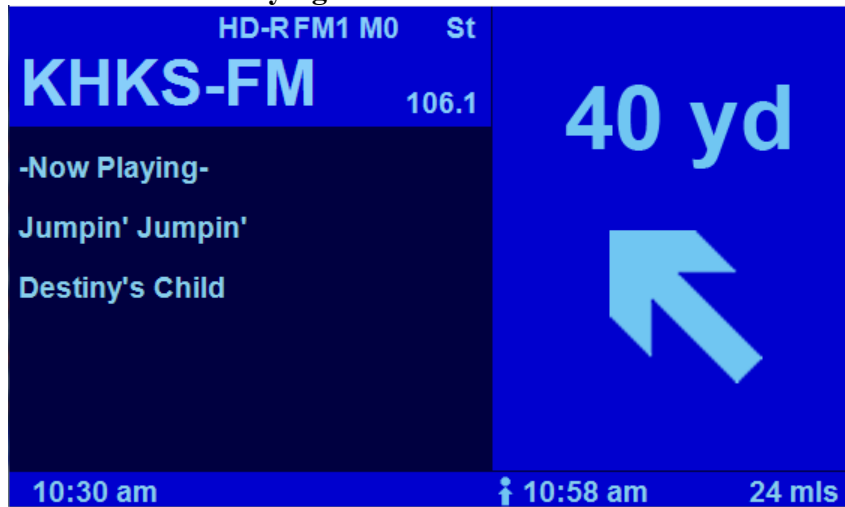 HD-R FM1 M0 St
KHKS-FM 106.1
-Now Playing-
Jumpin' Jumpin'
Destiny's Child
40 yd
10:30 am
10:58 am 24 mls